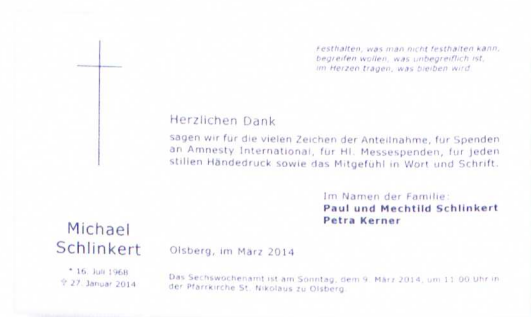 Festhalten, was man nicht festhalten kann,
begreifen wollen, was unbegreiflich ist,
im Herzen tragen, was bleiben wird.
Herzlichen Dank
sagen wir für die vielen Zeichen der Anteilnahme, für Spenden
an Amnesty International, für Hl. Messespenden, für jeden
stillen Händedruck sowie das Mitgefühl in Wort und Schrift.
Im Namen der Familie:
Paul und Mechtild Schlinkert
Petra Kerner
Michael
Schlinkert
* 16. Juli 1968
✞ 27. Januar 2014
Olsberg, im März 2014
Das Sechswochenamt ist am Sonntag, dem 9. März 2014, um 11.00 Uhr in
der Pfarrkirche St. Nikolaus zu Olsberg.